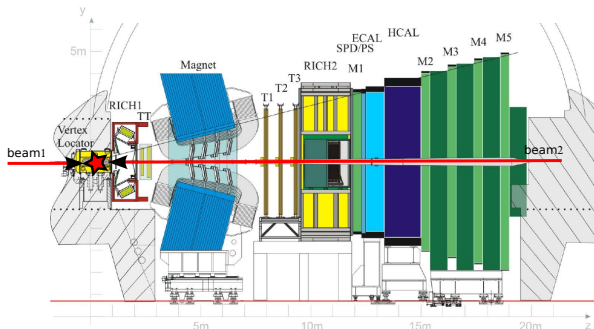 y
5m
Magnet
RICH1
TT
Vertex
Locator
T1
T2
T3
RICH2
M1
SPD/PS
ECAL
HCAL
M2
M3
M4
M5
beam1
beam2
5m
10m
15m
20m
z